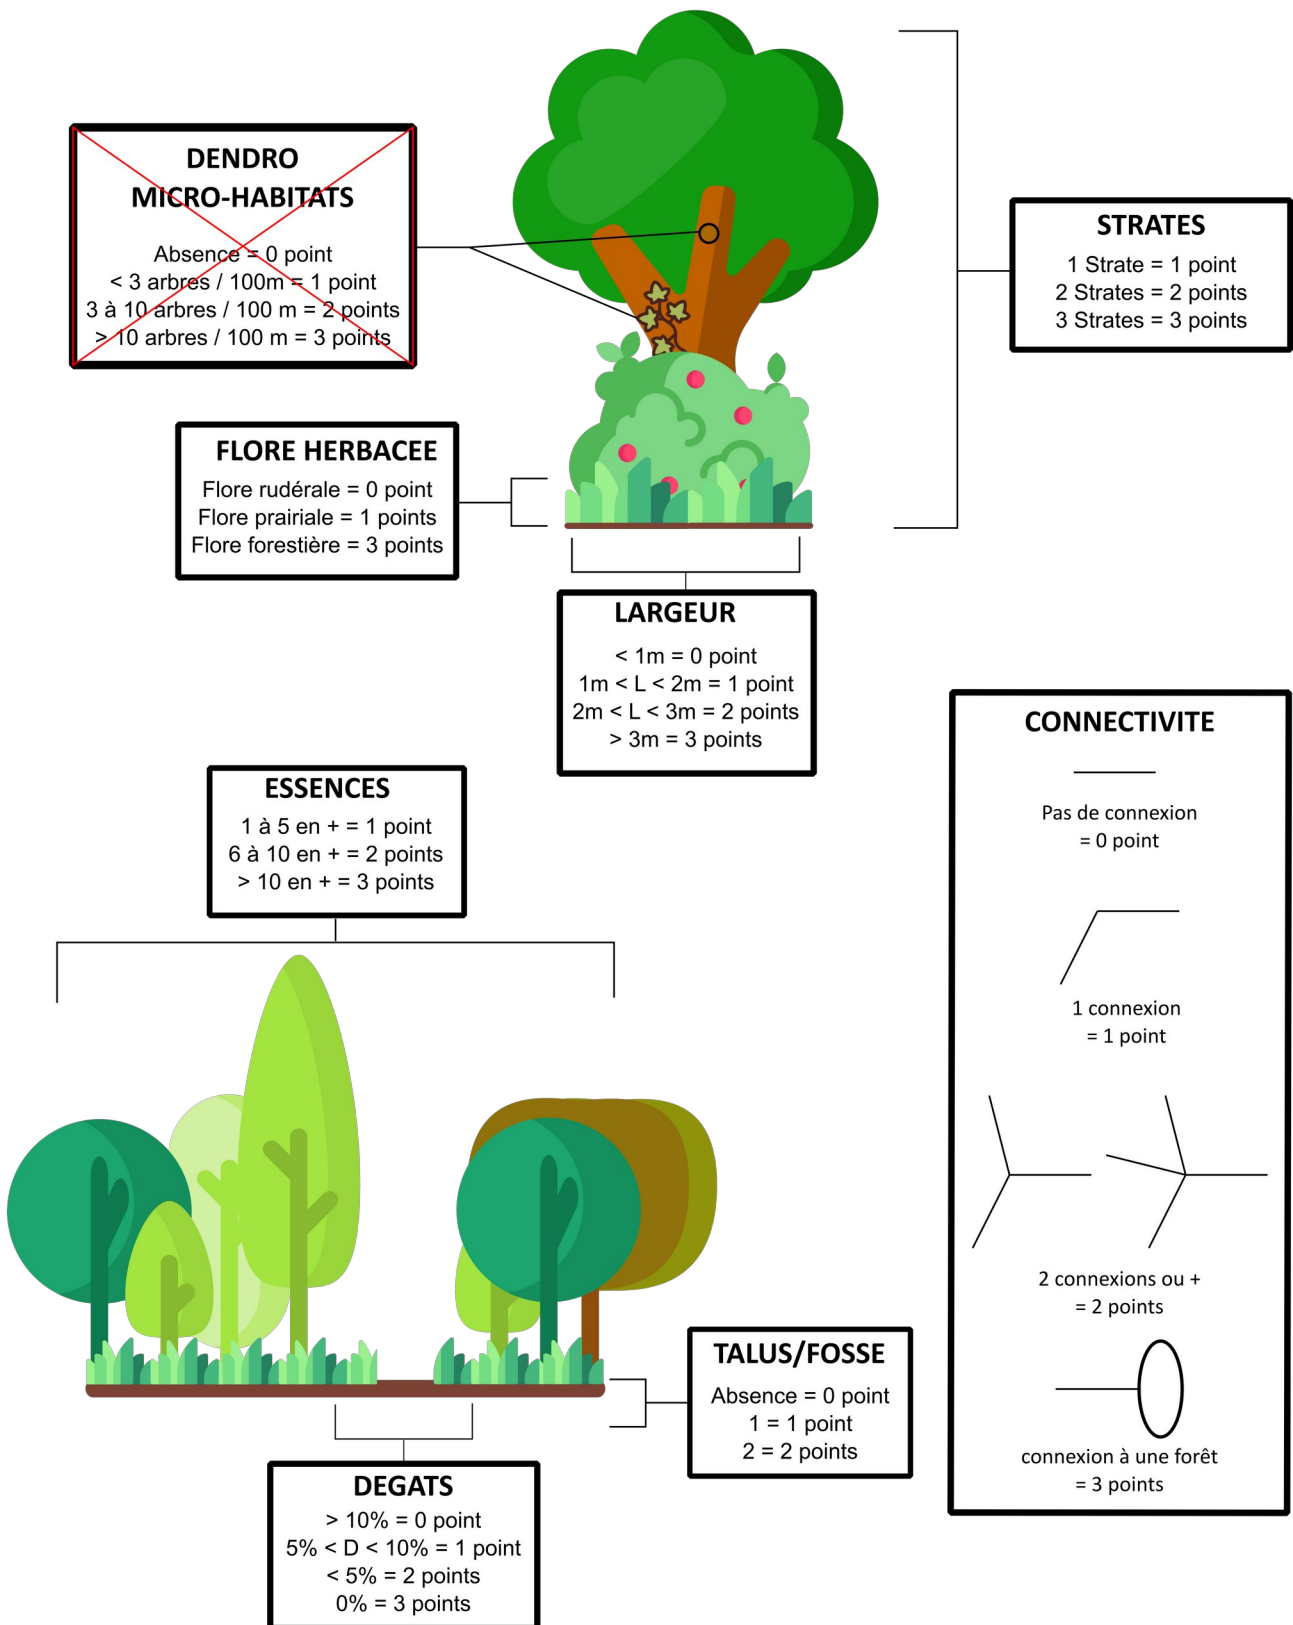 DENDRO
MICRO-HABITATS
Absence = 0 point
< 3 arbres / 100m = 1 point
3 à 10 arbres / 100 m = 2 points
> 10 arbres / 100 m = 3 points
STRATES
1 Strate = 1 point
2 Strates = 2 points
3 Strates = 3 points
FLORE HERBACEE
Flore rudérale = 0 point
Flore prairiale = 1 points
Flore forestière = 3 points
LARGEUR
< 1m = 0 point
1m < L < 2m = 1 point
2m < L < 3m = 2 points
> 3m = 3 points
ESSENCES
1 à 5 en + = 1 point
6 à 10 en + = 2 points
> 10 en + = 3 points
CONNECTIVITE
Pas de connexion
= 0 point
1 connexion
= 1 point
2 connexions ou +
= 2 points
connexion à une forêt
= 3 points
TALUS/FOSSE
Absence = 0 point
1 = 1 point
2 = 2 points
DEGATS
> 10% = 0 point
5% < D < 10% = 1 point
< 5% = 2 points
0% = 3 points